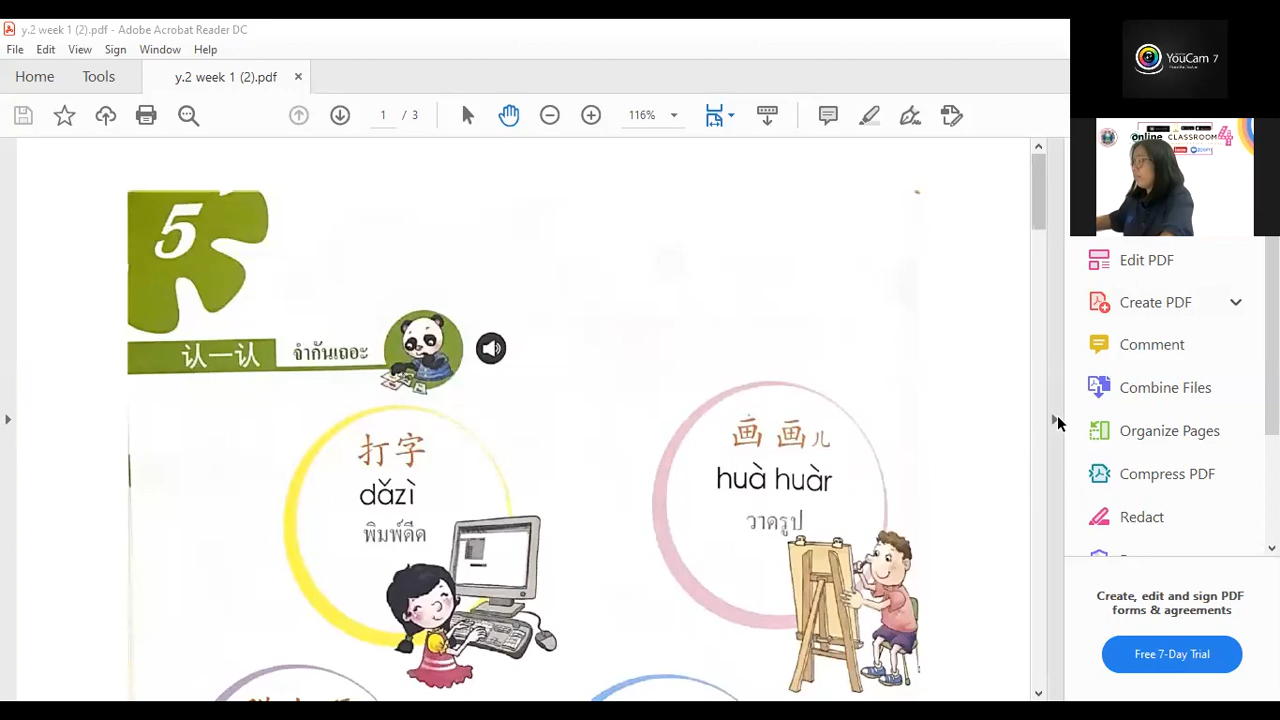 y.2 week 1 (2).pdf - Adobe Acrobat Reader DC
File Edit View Sign Window Help
Home Tools y.2 week 1 (2).pdf ×
1 / 3 116%
YouCam 7
online CLASSROOM 4
ZOOM
5
认一认 จำกันเถอะ
打字
dǎzì
พิมพ์ดีด
画画儿
huà huàr
วาดรูป
Edit PDF
Create PDF
Comment
Combine Files
Organize Pages
Compress PDF
Redact
Create, edit and sign PDF
forms & agreements
Free 7-Day Trial